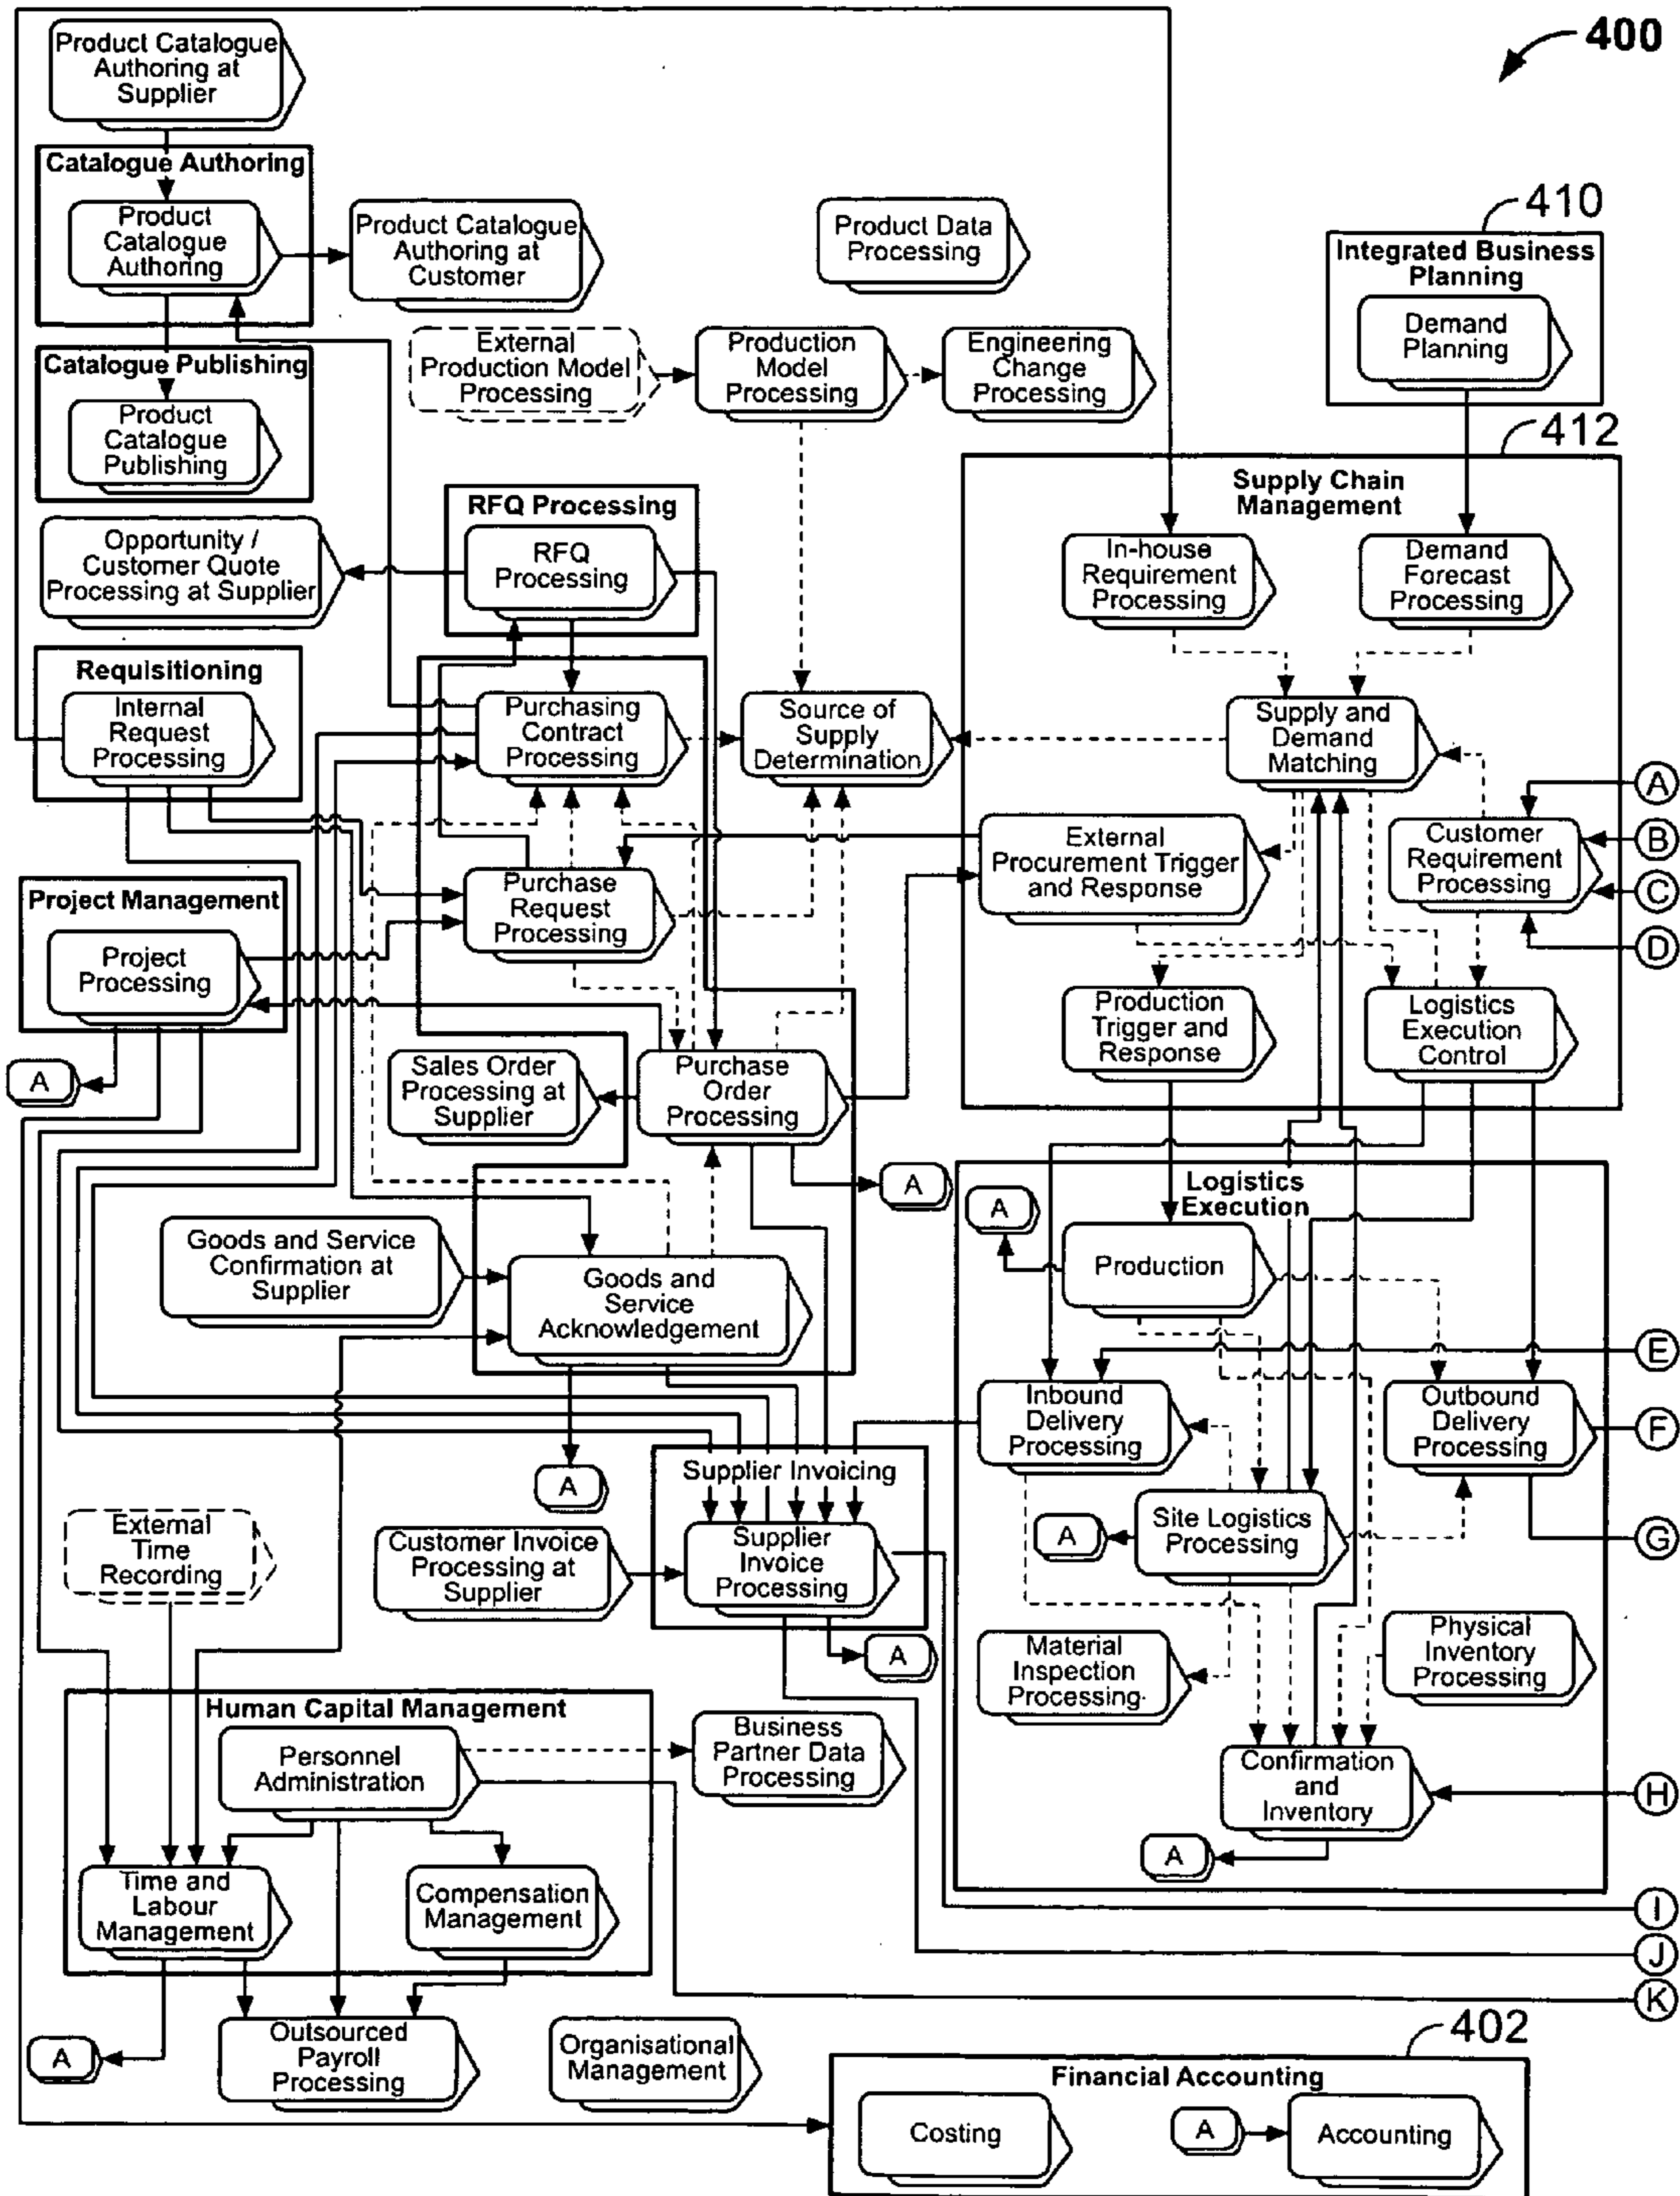 400
Product Catalogue
Authoring at
Supplier
Catalogue Authoring
Product
Catalogue
Authoring
Product Catalogue
Authoring at
Customer
Product Data
Processing
410
Integrated Business
Planning
Demand
Planning
Catalogue Publishing
Product
Catalogue
Publishing
External
Production Model
Processing
Production
Model
Processing
Engineering
Change
Processing
412
Supply Chain
Management
RFQ Processing
RFQ
Processing
Opportunity /
Customer Quote
Processing at Supplier
In-house
Requirement
Processing
Demand
Forecast
Processing
Requisitioning
Internal
Request
Processing
Purchasing
Contract
Processing
Source of
Supply
Determination
Supply and
Demand
Matching
A
B
C
D
External
Procurement Trigger
and Response
Customer
Requirement
Processing
Purchase
Request
Processing
Project Management
Project
Processing
A
Production
Trigger and
Response
Logistics
Execution
Control
Sales Order
Processing at
Supplier
Purchase
Order
Processing
A
Logistics
Execution
A
Production
Goods and Service
Confirmation at
Supplier
Goods and
Service
Acknowledgement
E
Inbound
Delivery
Processing
Outbound
Delivery
Processing
F
A
Supplier Invoicing
Supplier
Invoice
Processing
Customer Invoice
Processing at
Supplier
A
External
Time
Recording
A
Site Logistics
Processing
G
Material
Inspection
Processing
Physical
Inventory
Processing
Human Capital Management
Personnel
Administration
Business
Partner Data
Processing
Confirmation
and
Inventory
H
A
Time and
Labour
Management
Compensation
Management
I
J
K
A
Outsourced
Payroll
Processing
Organisational
Management
402
Financial Accounting
Costing
A
Accounting